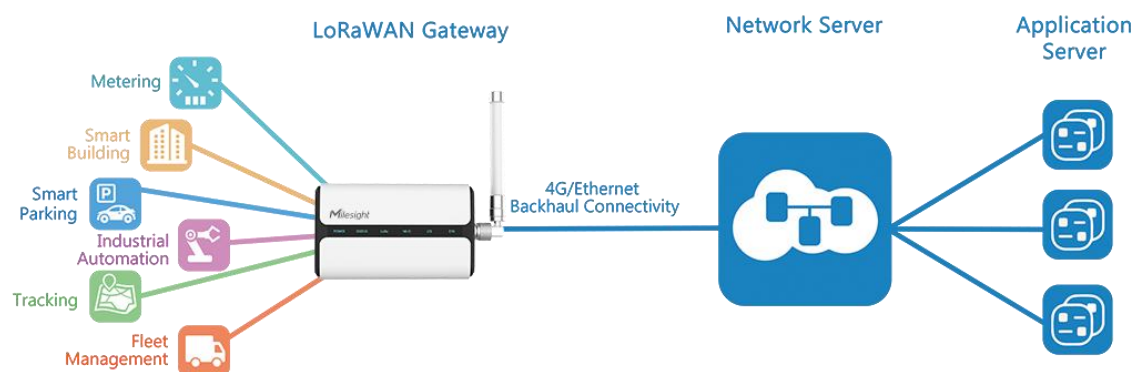 LoRaWAN Gateway
Network Server
Application
Server
Metering
Smart
Building
Smart
Parking
Industrial
Automation
Tracking
Fleet
Management
P
Milesight
4G/Ethernet
Backhaul Connectivity